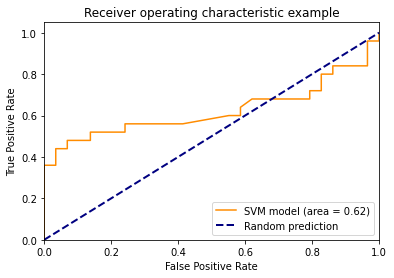 Receiver operating characteristic example
True Positive Rate
1.0
0.8
0.6
0.4
0.2
0.0
SVM model (area = 0.62)
Random prediction
0.0 0.2 0.4 0.6 0.8 1.0
False Positive Rate